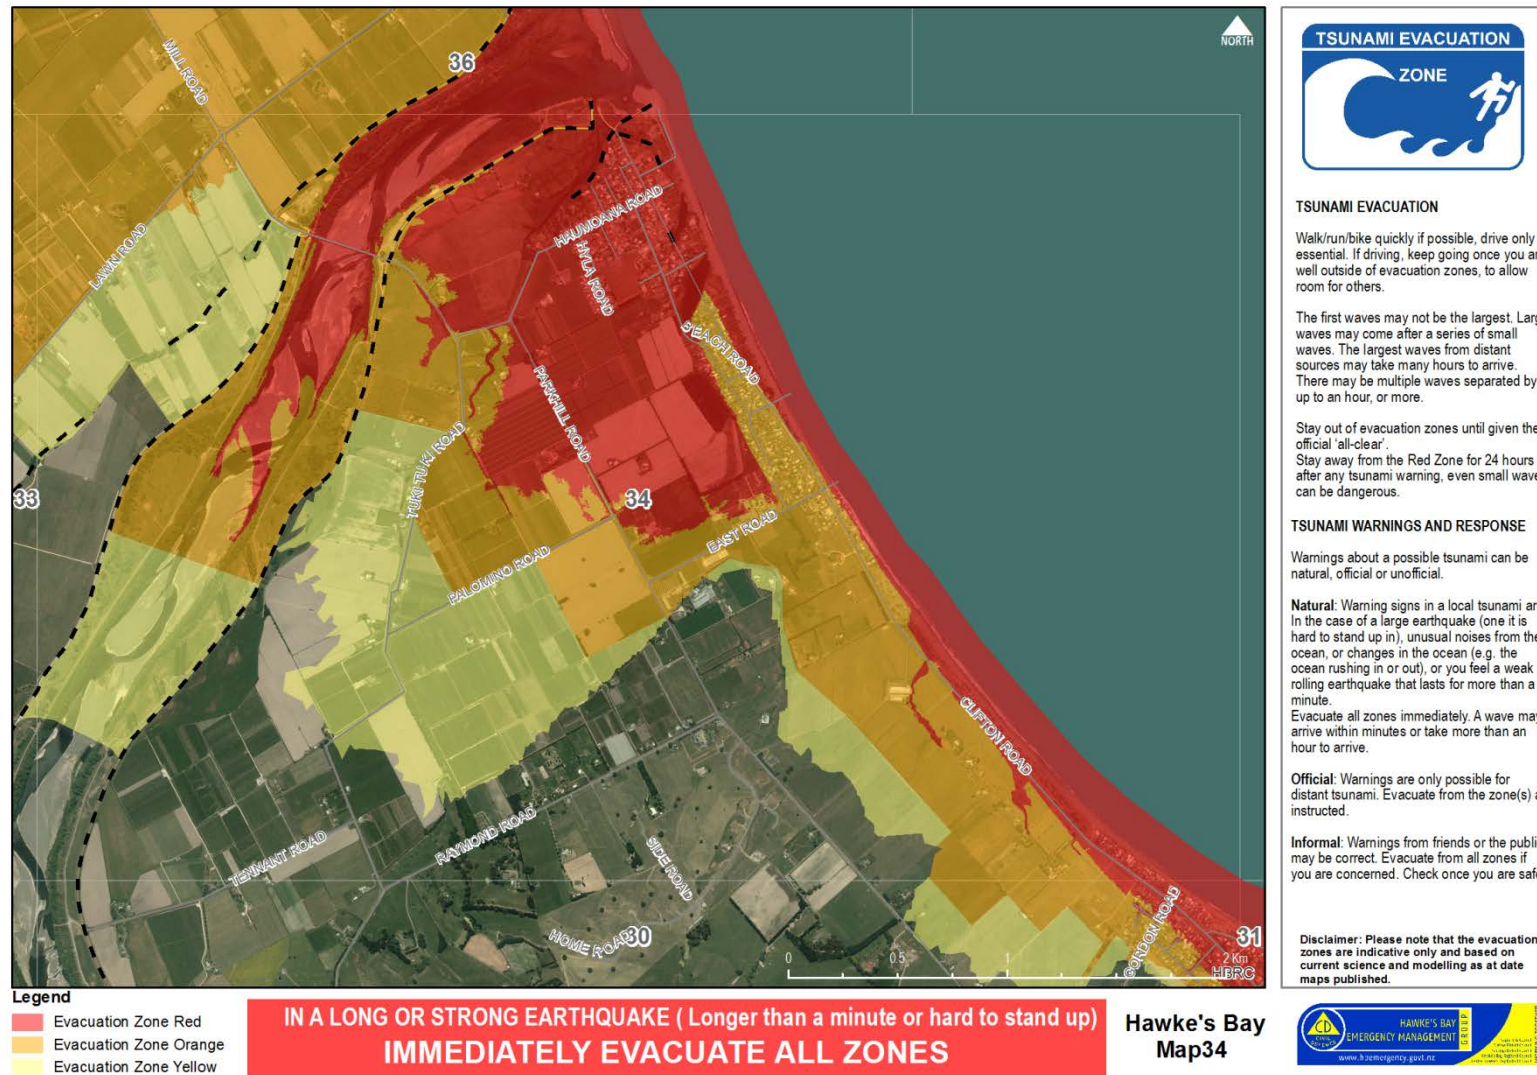 NORTH
36
MILL ROAD
HAUMOANA ROAD
LAWN ROAD
HYLA ROAD
BEACH ROAD
PARKHILL ROAD
TUKI TUKI ROAD
33
34
EAST ROAD
PALOMINO ROAD
CLIFTON ROAD
RAYMOND ROAD
TENNANT ROAD
SIDE ROAD
HOME ROAD
30
GORDON ROAD
31
0 0.5 1 2 Km
HBRC
TSUNAMI EVACUATION
ZONE
TSUNAMI EVACUATION
Walk/run/bike quickly if possible, drive only
essential. If driving, keep going once you ar
well outside of evacuation zones, to allow
room for others.
The first waves may not be the largest. Larg
waves may come after a series of small
waves. The largest waves from distant
sources may take many hours to arrive.
There may be multiple waves separated by
up to an hour, or more.
Stay out of evacuation zones until given the
official ‘all-clear’.
Stay away from the Red Zone for 24 hours
after any tsunami warning, even small wave
can be dangerous.
TSUNAMI WARNINGS AND RESPONSE
Warnings about a possible tsunami can be
natural, official or unofficial.
Natural: Warning signs in a local tsunami ar
In the case of a large earthquake (one it is
hard to stand up in), unusual noises from the
ocean, or changes in the ocean (e.g. the
ocean rushing in or out), or you feel a weak
rolling earthquake that lasts for more than a
minute.
Evacuate all zones immediately. A wave may
arrive within minutes or take more than an
hour to arrive.
Official: Warnings are only possible for
distant tsunami. Evacuate from the zone(s) a
instructed.
Informal: Warnings from friends or the publi
may be correct. Evacuate from all zones if
you are concerned. Check once you are safe
Disclaimer: Please note that the evacuation
zones are indicative only and based on
current science and modelling as at date
maps published.
Legend
Evacuation Zone Red
Evacuation Zone Orange
Evacuation Zone Yellow
IN A LONG OR STRONG EARTHQUAKE ( Longer than a minute or hard to stand up)
IMMEDIATELY EVACUATE ALL ZONES
Hawke's Bay
Map34
CD
CIVIL DEFENCE
HAWKE'S BAY
EMERGENCY MANAGEMENT
GROUP
www.hbemergency.govt.nz